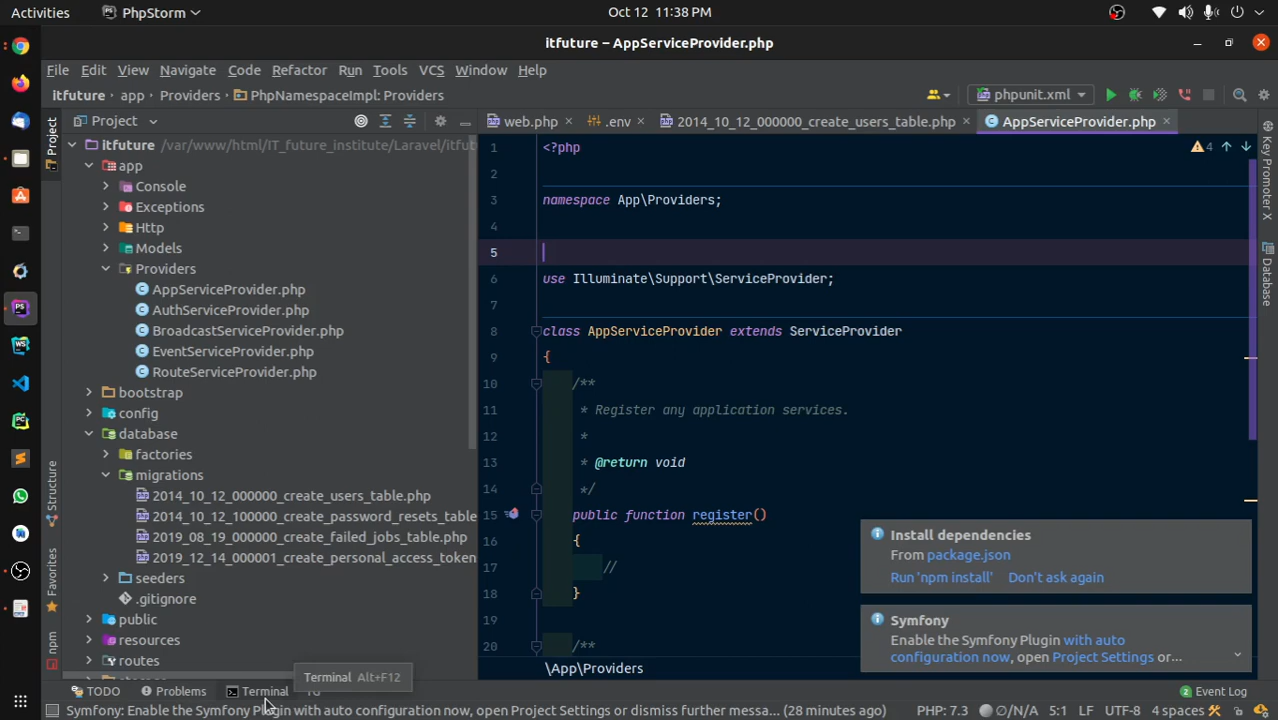 Activities
PhpStorm
Oct 12 11:38 PM
itfuture – AppServiceProvider.php
File Edit View Navigate Code Refactor Run Tools VCS Window Help
itfuture app Providers PhpNamespaceImpl: Providers
phpunit.xml
Project
web.php
.env
2014_10_12_000000_create_users_table.php
AppServiceProvider.php
itfuture /var/www/html/IT_future_institute/Laravel/itfut
app
Console
Exceptions
Http
Models
Providers
AppServiceProvider.php
AuthServiceProvider.php
BroadcastServiceProvider.php
EventServiceProvider.php
RouteServiceProvider.php
bootstrap
config
database
factories
migrations
2014_10_12_000000_create_users_table.php
2014_10_12_100000_create_password_resets_table
2019_08_19_000000_create_failed_jobs_table.php
2019_12_14_000001_create_personal_access_token
seeders
.gitignore
public
resources
routes
Project
Structure
Favorites
npm
1 <?php
2
3 namespace App\Providers;
4
5
6 use Illuminate\Support\ServiceProvider;
7
8 class AppServiceProvider extends ServiceProvider
9 {
10 /**
11 * Register any application services.
12 *
13 * @return void
14 */
15 public function register()
16 {
17 //
18 }
19
20 /**
\App\Providers
4
Key Promoter X
Database
Install dependencies
From package.json
Run 'npm install' Don't ask again
Symfony
Enable the Symfony Plugin with auto
configuration now, open Project Settings or...
Terminal Alt+F12
TODO
Problems
Terminal
2 Event Log
Symfony: Enable the Symfony Plugin with auto configuration now, open Project Settings or dismiss further messa... (28 minutes ago)
PHP: 7.3 N/A 5:1 LF UTF-8 4 spaces